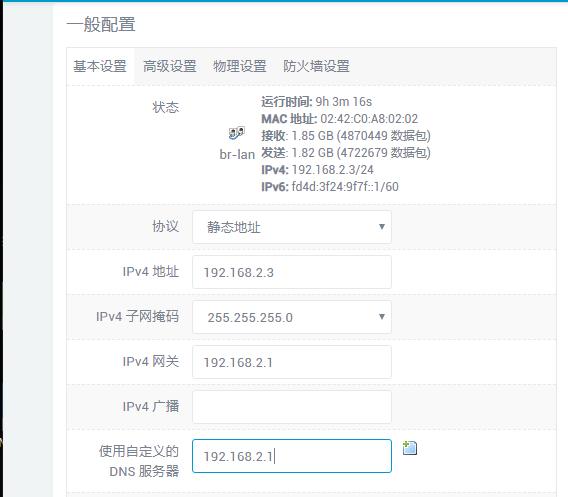 一般配置
基本设置 高级设置 物理设置 防火墙设置
状态
br-lan
运行时间: 9h 3m 16s
MAC 地址: 02:42:C0:A8:02:02
接收: 1.85 GB (4870449 数据包)
发送: 1.82 GB (4722679 数据包)
IPv4: 192.168.2.3/24
IPv6: fd4d:3f24:9f7f::1/60
协议 静态地址
IPv4 地址 192.168.2.3
IPv4 子网掩码 255.255.255.0
IPv4 网关 192.168.2.1
IPv4 广播
使用自定义的
DNS 服务器
192.168.2.1